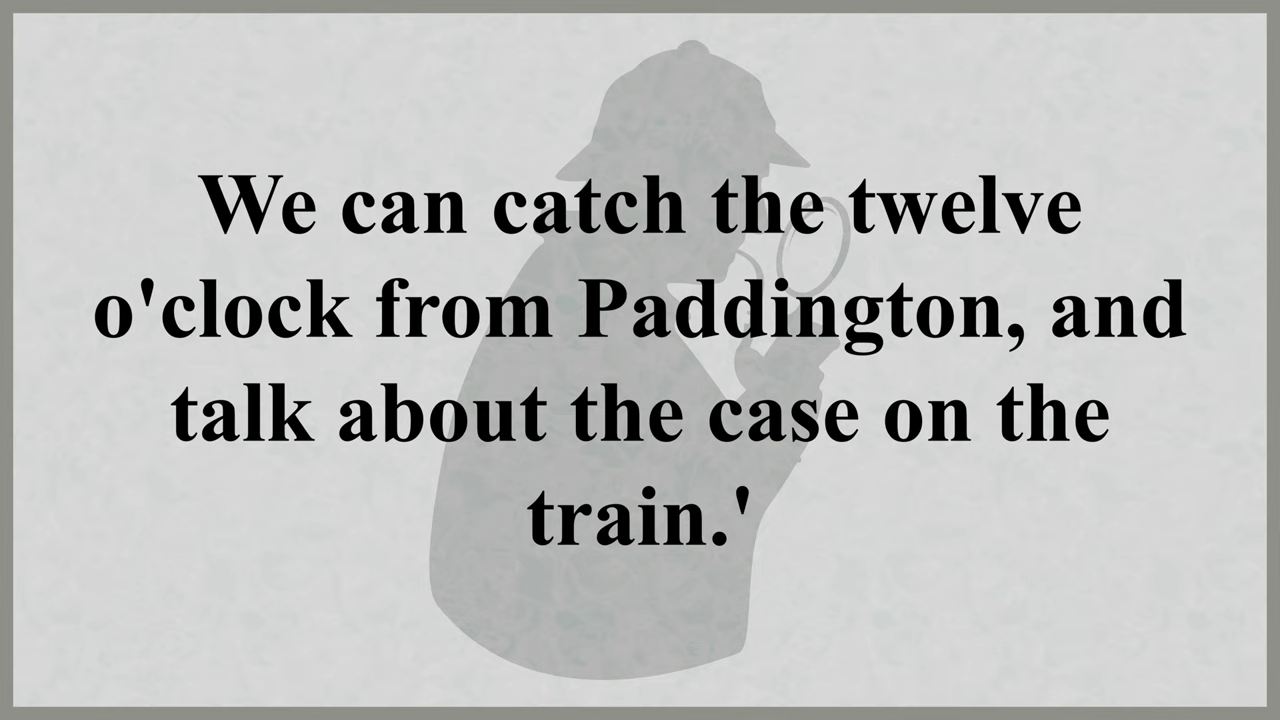 We can catch the twelve
o'clock from Paddington, and
talk about the case on the
train.'